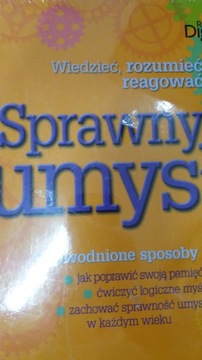 Di
Wiedzieć, rozumieć
reagować
Sprawny
umys
wodnione sposoby
jak poprawić swoją pamięć
ćwiczyć logiczne myś
zachować sprawność umys
w każdym wieku